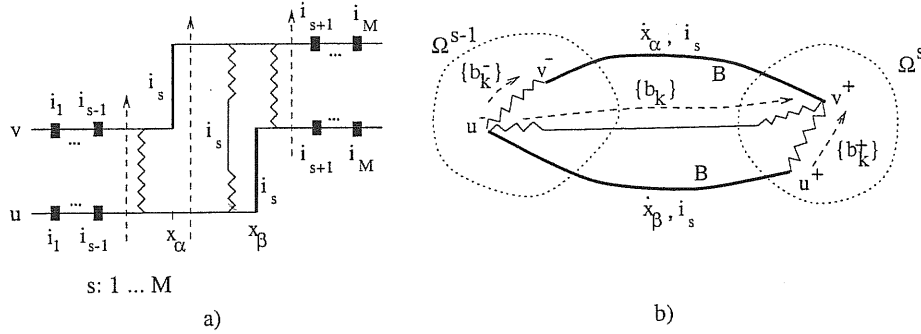 i_{s+1} i_M
...
i_s
i_1 i_{s-1}
v
...
i_s
...
i_{s+1} i_M
i_s
...
u
i_1 i_{s-1} x_α x_β
s: 1 ... M
a)
Ω^{s-1}
ẋ_α, i_s
Ω^s
B
{b_k^-} v^-
{b_k} v^+
u^-
{b_k^+}
B
u^+
ẋ_β, i_s
b)